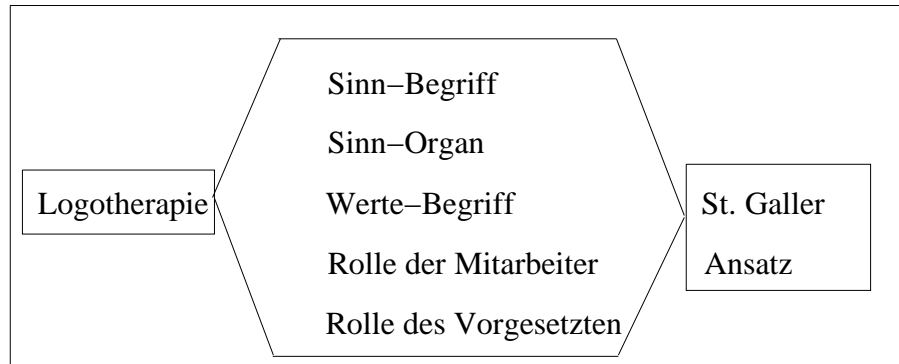 Sinn−Begriff
Sinn−Organ
Logotherapie
Werte−Begriff
Rolle der Mitarbeiter
Rolle des Vorgesetzten
St. Galler
Ansatz